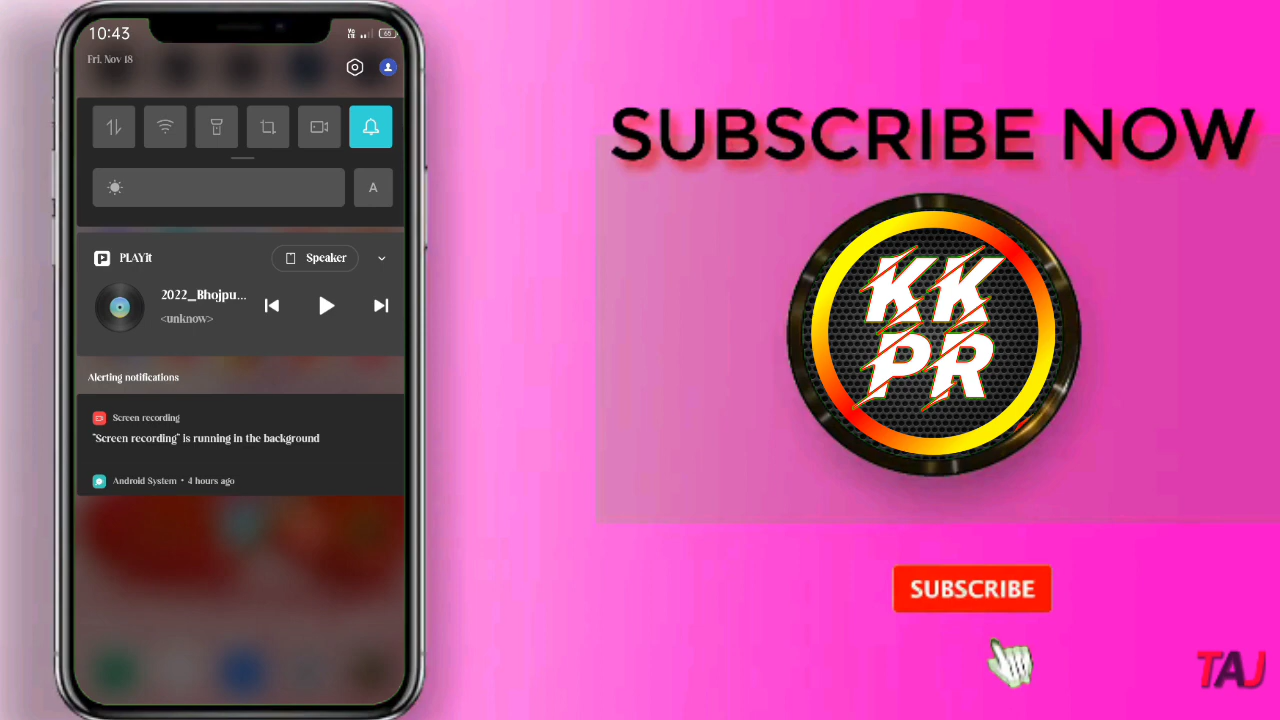 10:43
65
Fri, Nov 18
A
PLAYit
Speaker
2022_Bhojpu...
<unknow>
Alerting notifications
Screen recording
"Screen recording" is running in the background
Android System • 4 hours ago
SUBSCRIBE NOW
KK
PR
SUBSCRIBE
TAJ